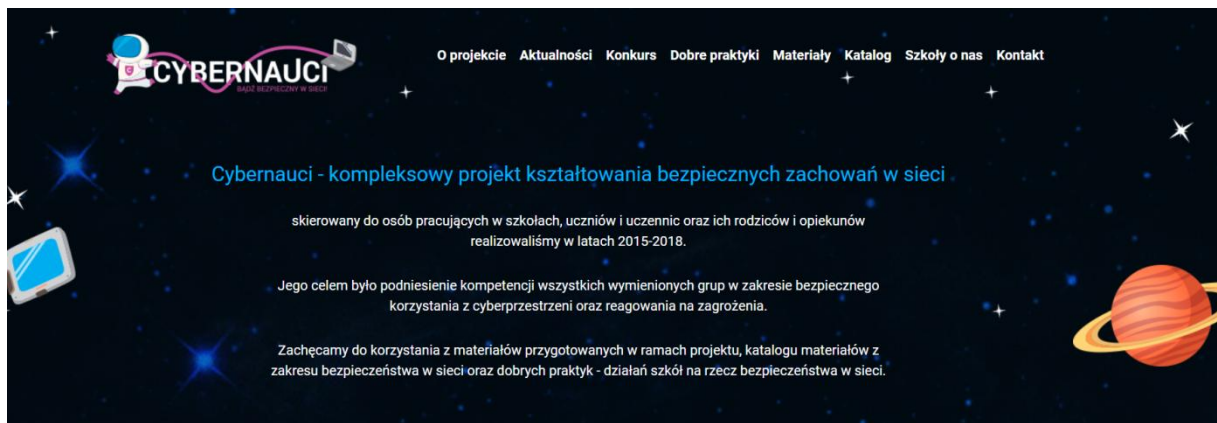 CYBERNAUCI
BĄDŹ BEZPIECZNY W SIECI!
O projekcie Aktualności Konkurs Dobre praktyki Materiały Katalog Szkoły o nas Kontakt
Cybernauci - kompleksowy projekt kształtowania bezpiecznych zachowań w sieci
skierowany do osób pracujących w szkołach, uczniów i uczennic oraz ich rodziców i opiekunów
realizowaliśmy w latach 2015-2018.
Jego celem było podniesienie kompetencji wszystkich wymienionych grup w zakresie bezpiecznego
korzystania z cyberprzestrzeni oraz reagowania na zagrożenia.
Zachęcamy do korzystania z materiałów przygotowanych w ramach projektu, katalogu materiałów z
zakresu bezpieczeństwa w sieci oraz dobrych praktyk - działań szkół na rzecz bezpieczeństwa w sieci.